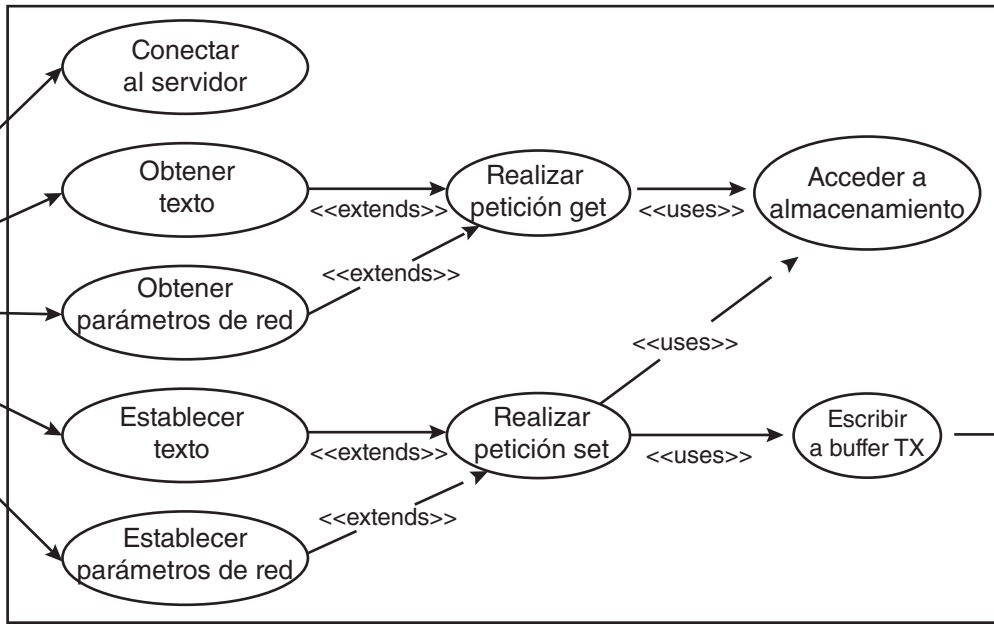 Conectar
al servidor
Obtener
texto
<<extends>>
Realizar
petición get
<<uses>>
Acceder a
almacenamiento
Obtener
parámetros de red
<<extends>>
<<uses>>
Establecer
texto
<<extends>>
Realizar
petición set
<<uses>>
Escribir
a buffer TX
Establecer
parámetros de red
<<extends>>